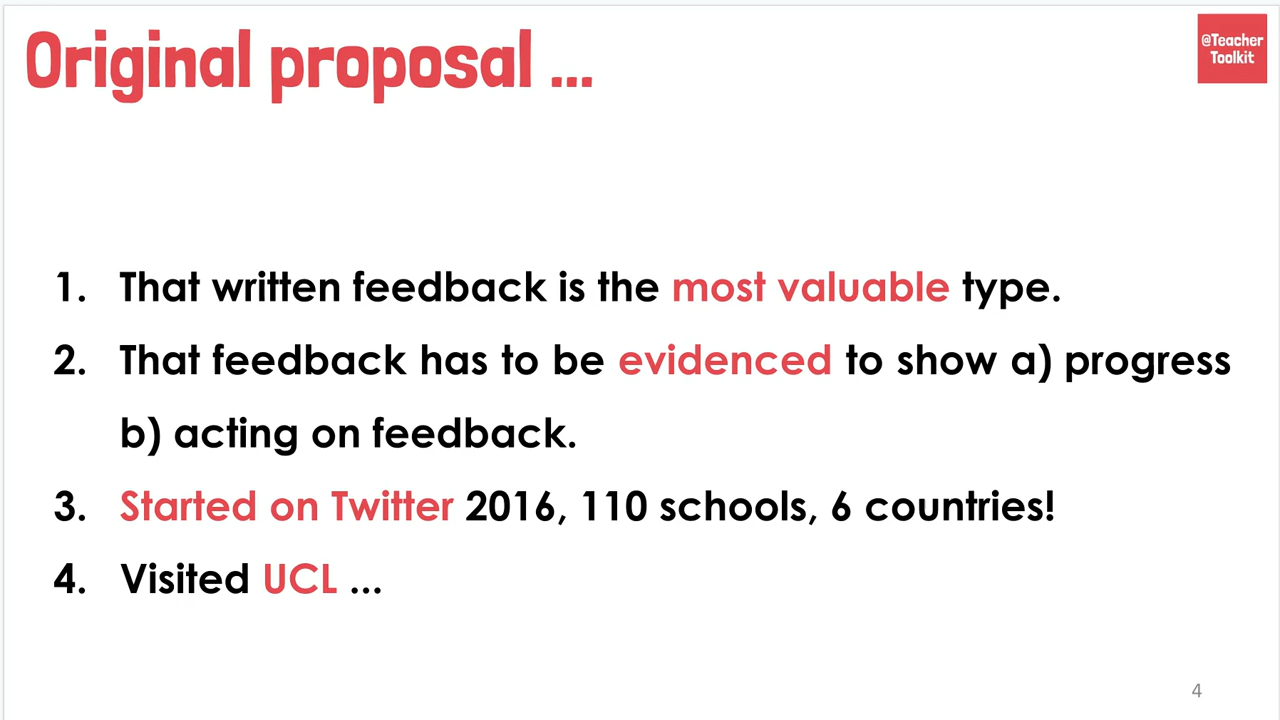 Original proposal ...
@Teacher
Toolkit
1. That written feedback is the most valuable type.
2. That feedback has to be evidenced to show a) progress
b) acting on feedback.
3. Started on Twitter 2016, 110 schools, 6 countries!
4. Visited UCL ...
4